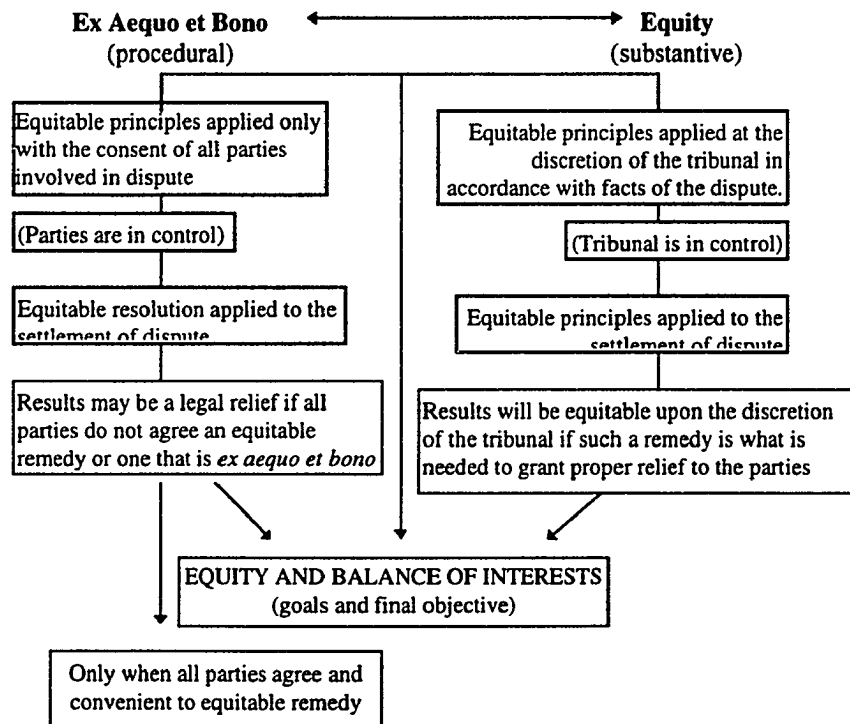 Ex Aequo et Bono
(procedural)
Equity
(substantive)
Equitable principles applied only
with the consent of all parties
involved in dispute
(Parties are in control)
Equitable resolution applied to the
settlement of dispute
Results may be a legal relief if all
parties do not agree an equitable
remedy or one that is ex aequo et bono
Equitable principles applied at the
discretion of the tribunal in
accordance with facts of the dispute.
(Tribunal is in control)
Equitable principles applied to the
settlement of dispute
Results will be equitable upon the discretion
of the tribunal if such a remedy is what is
needed to grant proper relief to the parties
EQUITY AND BALANCE OF INTERESTS
(goals and final objective)
Only when all parties agree and
convenient to equitable remedy